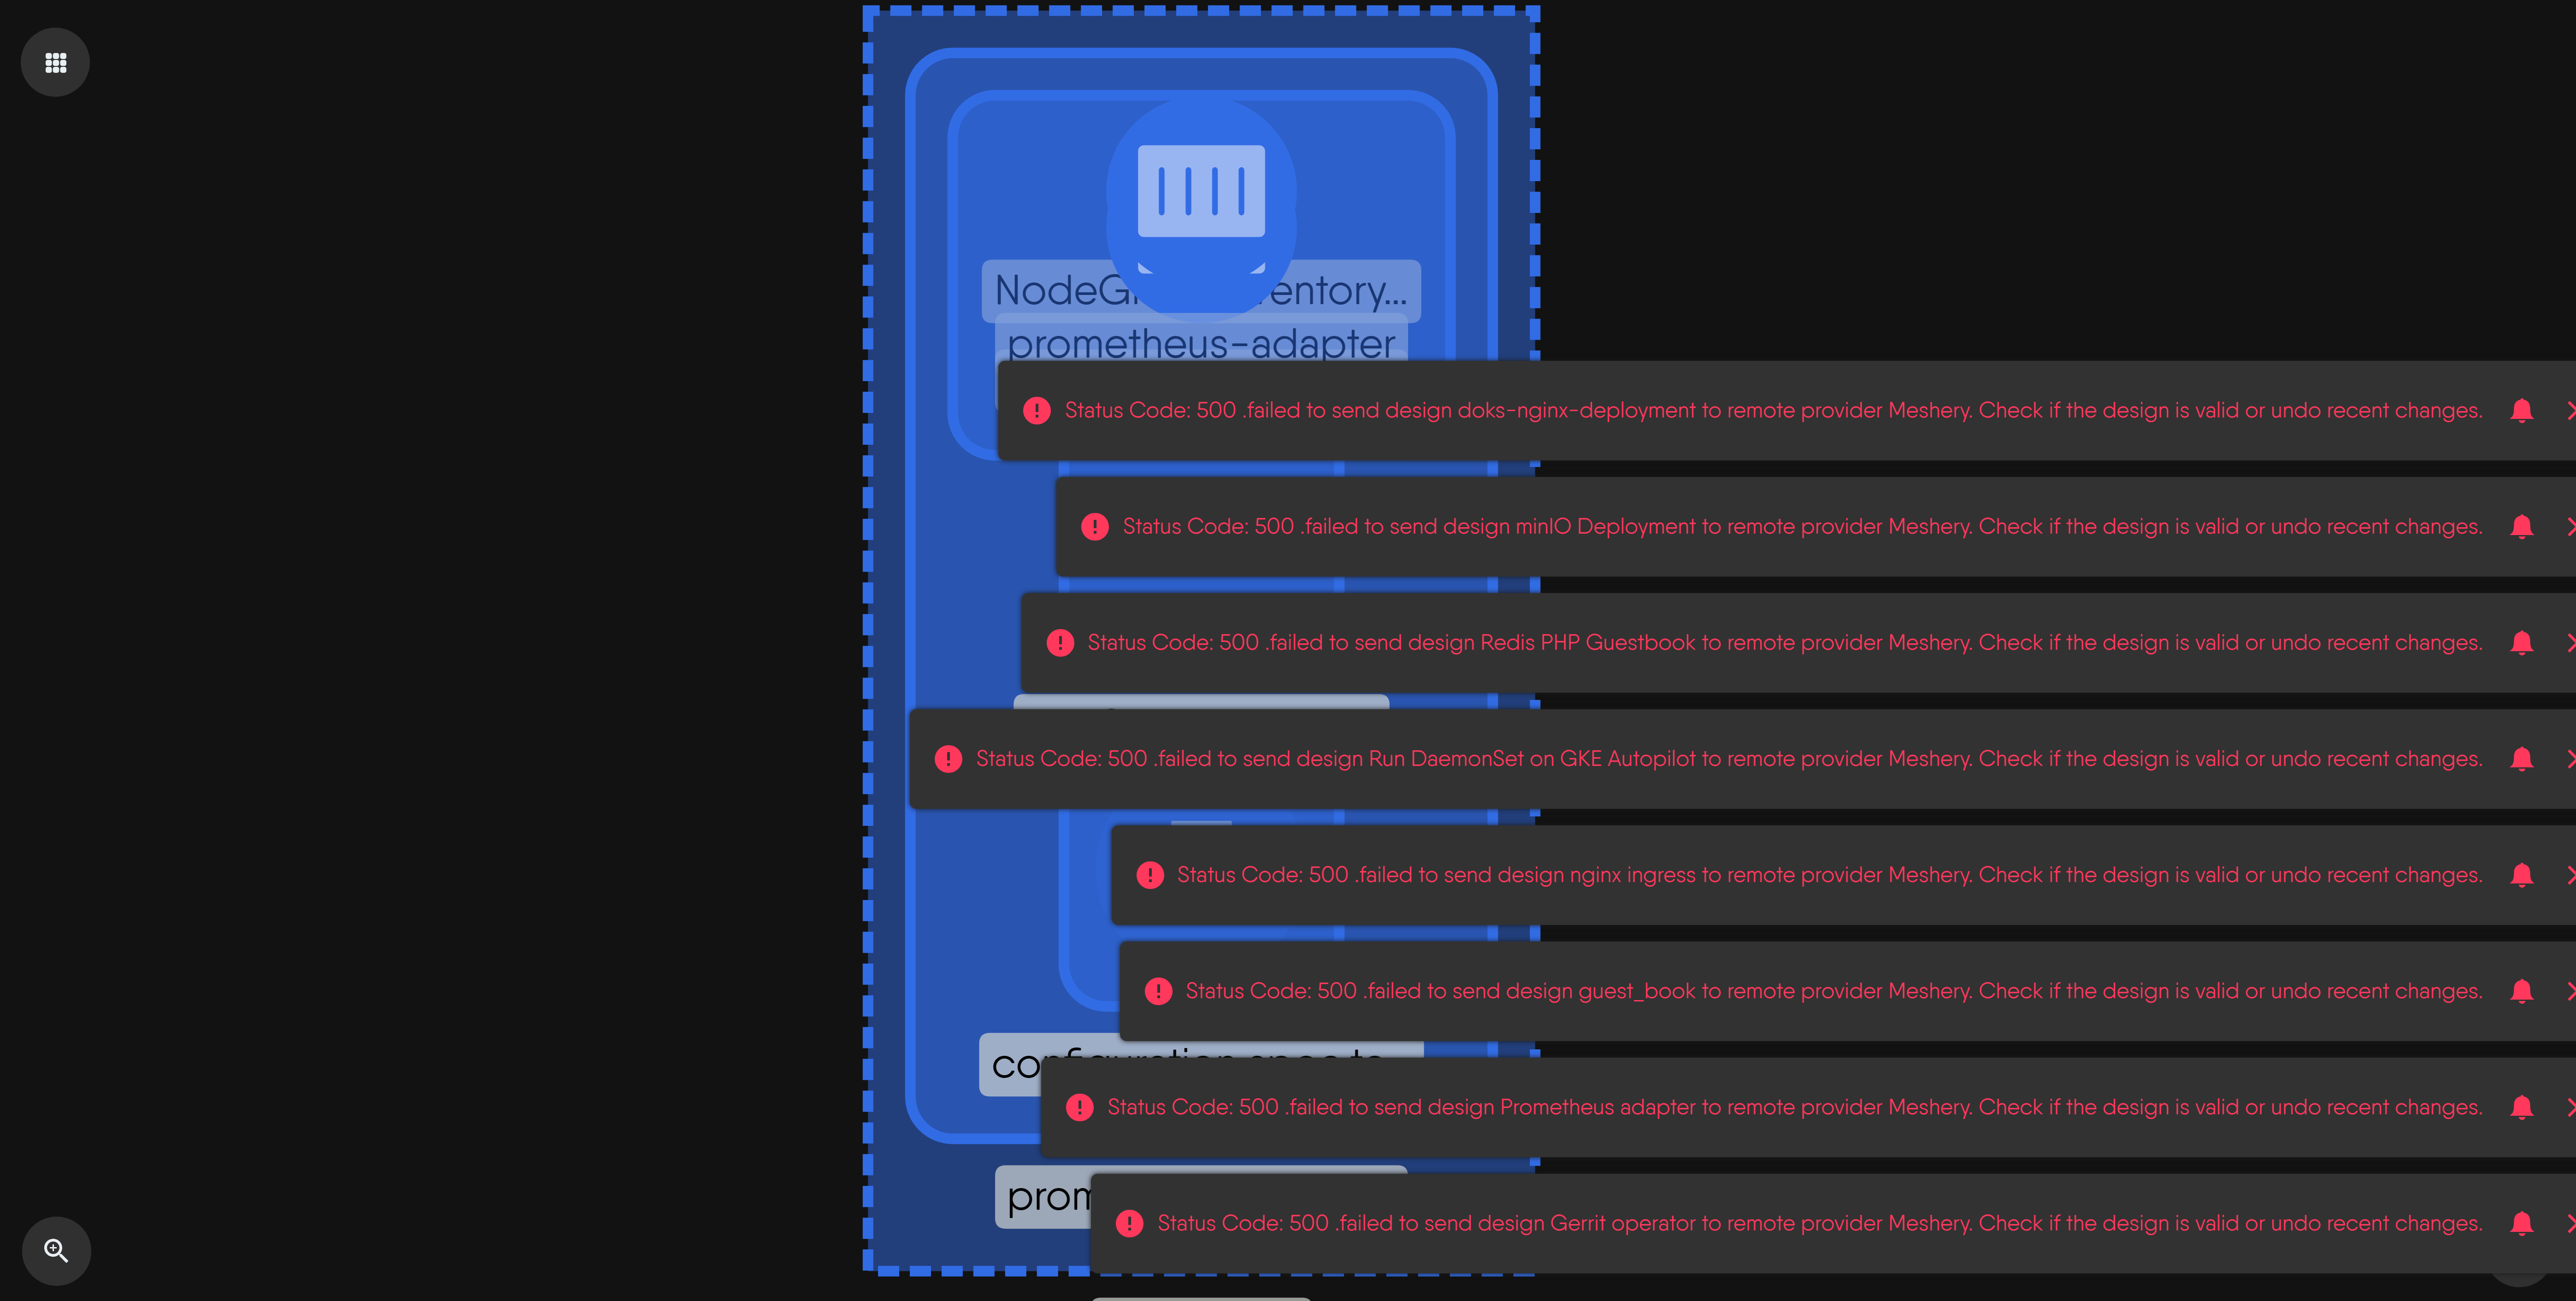 NodeG entory...
prometheus-adapter
Status Code: 500 .failed to send design doks-nginx-deployment to remote provider Meshery. Check if the design is valid or undo recent changes.
Status Code: 500 .failed to send design minIO Deployment to remote provider Meshery. Check if the design is valid or undo recent changes.
Status Code: 500 .failed to send design Redis PHP Guestbook to remote provider Meshery. Check if the design is valid or undo recent changes.
Status Code: 500 .failed to send design Run DaemonSet on GKE Autopilot to remote provider Meshery. Check if the design is valid or undo recent changes.
Status Code: 500 .failed to send design nginx ingress to remote provider Meshery. Check if the design is valid or undo recent changes.
Status Code: 500 .failed to send design guest_book to remote provider Meshery. Check if the design is valid or undo recent changes.
Status Code: 500 .failed to send design Prometheus adapter to remote provider Meshery. Check if the design is valid or undo recent changes.
prom
Status Code: 500 .failed to send design Gerrit operator to remote provider Meshery. Check if the design is valid or undo recent changes.